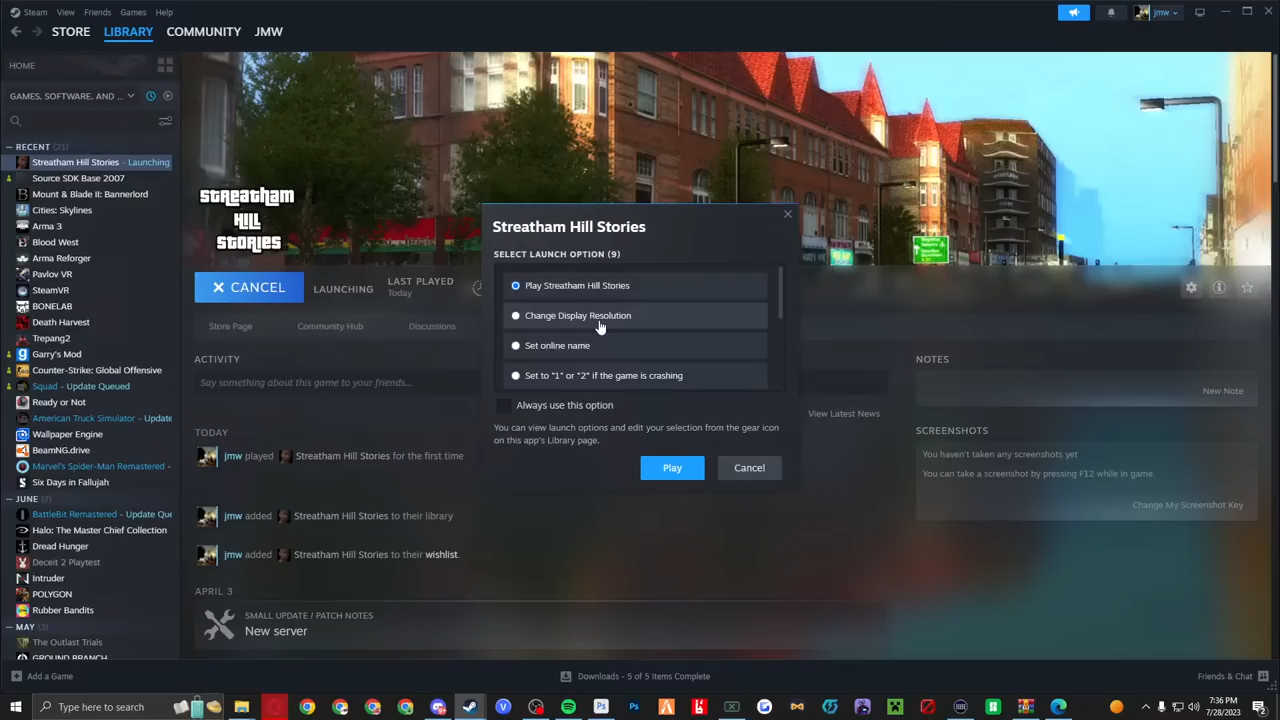 Steam View Friends Games Help
jmw
STORE LIBRARY COMMUNITY JMW
HOME
GAMES, SOFTWARE, AND ...
RECENT (21)
Streatham Hill Stories - Launching
Source SDK Base 2007
Mount & Blade II: Bannerlord
Cities: Skylines
Arma 3
Blood West
Arma Reforger
Pavlov VR
SteamVR
BONELAB
Death Harvest
Trepang2
Garry's Mod
Counter-Strike: Global Offensive
Squad - Update Queued
Ready or Not
American Truck Simulator - Update
Wallpaper Engine
BeamNG.drive
Marvel's Spider-Man Remastered -
Six Days in Fallujah
JUNE (7)
BattleBit Remastered - Update Que
Halo: The Master Chief Collection
Dread Hunger
Deceit 2 Playtest
Intruder
POLYGON
Rubber Bandits
MAY (3)
The Outlast Trials
GROUND BRANCH
STREATHAM
HILL
STORIES
CANCEL
LAUNCHING
LAST PLAYED
Today
Store Page Community Hub Discussions
ACTIVITY
Say something about this game to your friends...
View Latest News
TODAY
jmw played Streatham Hill Stories for the first time
jmw added Streatham Hill Stories to their library
jmw added Streatham Hill Stories to their wishlist.
APRIL 3
SMALL UPDATE / PATCH NOTES
New server
Streatham Hill Stories
SELECT LAUNCH OPTION (9)
Play Streatham Hill Stories
Change Display Resolution
Set online name
Set to "1" or "2" if the game is crashing
Always use this option
You can view launch options and edit your selection from the gear icon
on this app's Library page.
Play Cancel
NOTES
New Note
SCREENSHOTS
You haven't taken any screenshots yet
You can take a screenshot by pressing F12 while in game.
Change My Screenshot Key
Add a Game
Downloads - 5 of 5 Items Complete
Friends & Chat
Type here to search
7:36 PM
7/28/2023